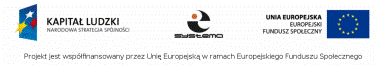 KAPITAŁ LUDZKI
NARODOWA STRATEGIA SPÓJNOŚCI
systemo
UNIA EUROPEJSKA
EUROPEJSKI
FUNDUSZ SPOŁECZNY
Projekt jest współfinansowany przez Unię Europejską w ramach Europejskiego Funduszu Społecznego